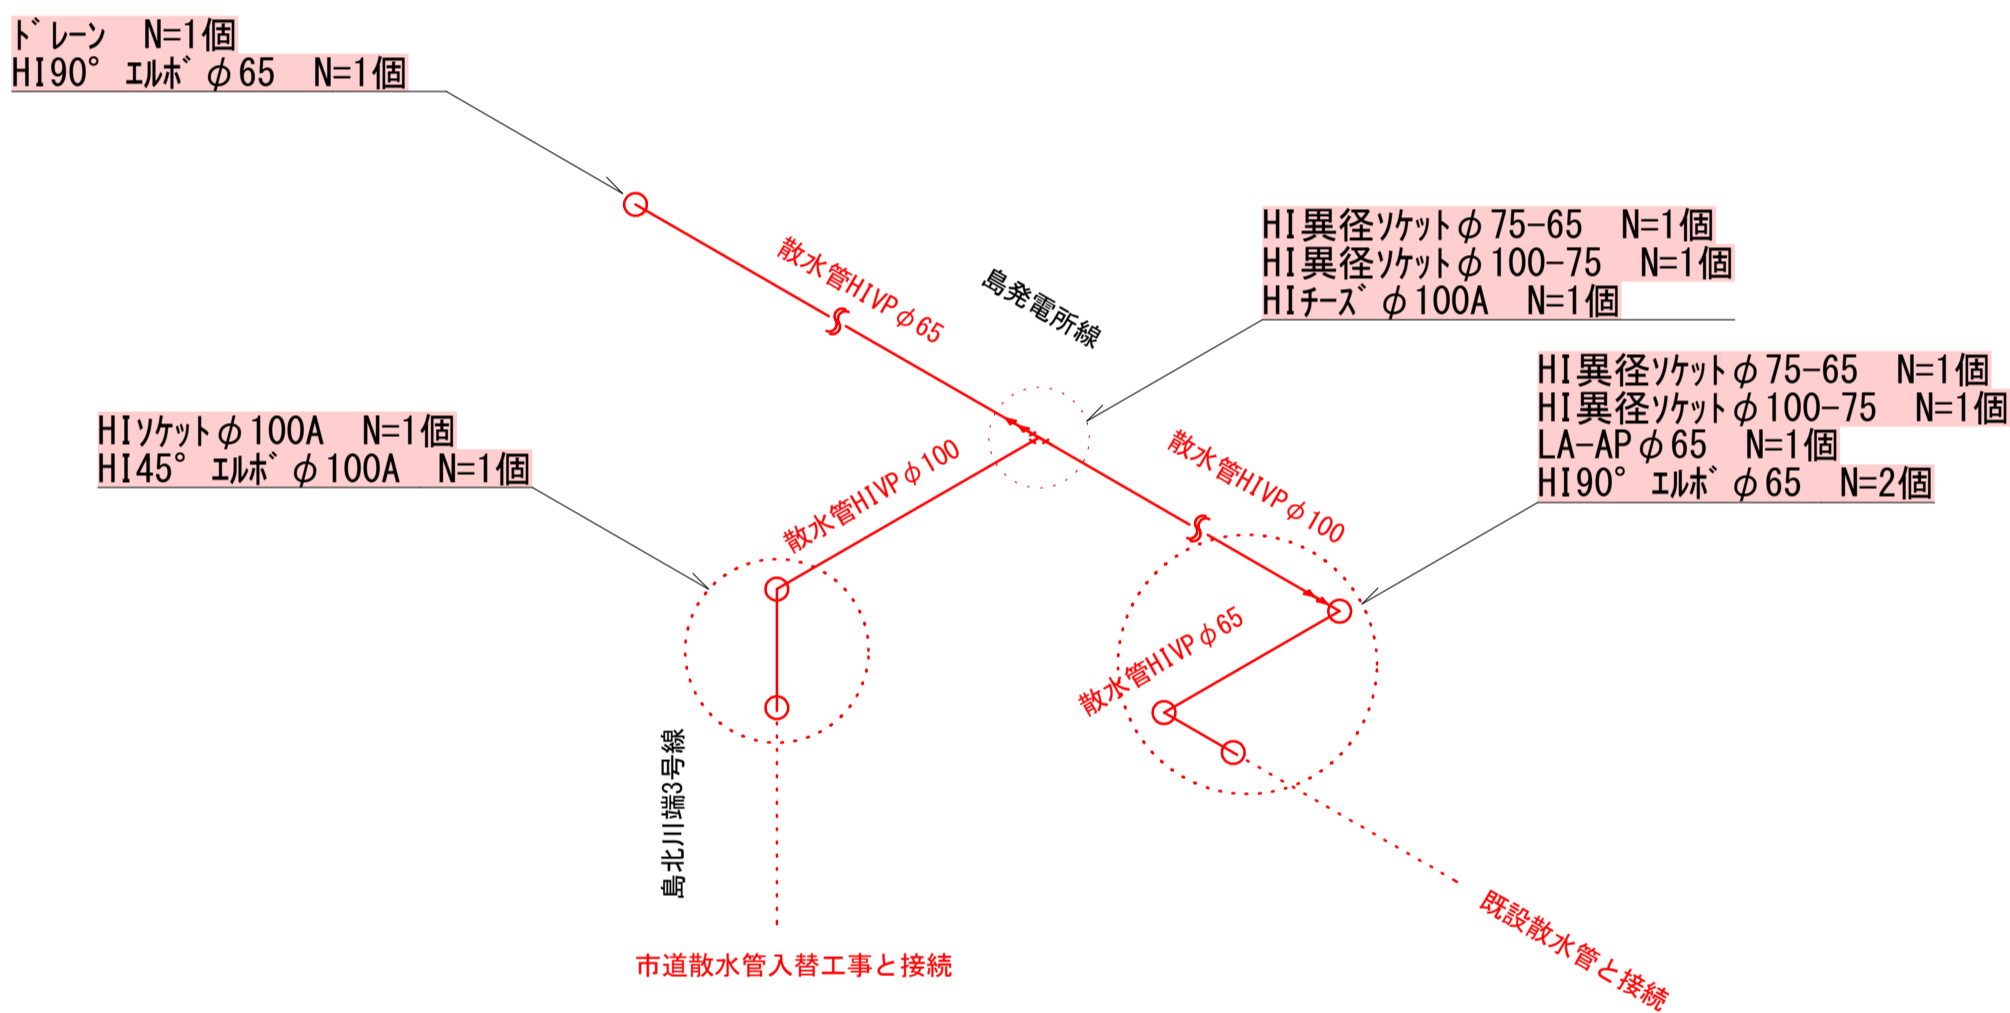 ﾄﾞﾚｰﾝ　N=1個
HI90°ｴﾙﾎﾞφ65　N=1個
散水管HIVPφ65
島発電所線
HI異径ｿｹｯﾄφ75-65　N=1個
HI異径ｿｹｯﾄφ100-75　N=1個
HIﾁｰｽﾞφ100A　N=1個
HI異径ｿｹｯﾄφ75-65　N=1個
HI異径ｿｹｯﾄφ100-75　N=1個
LA-APφ65　N=1個
HI90°ｴﾙﾎﾞφ65　N=2個
HIｿｹｯﾄφ100A　N=1個
HI45°ｴﾙﾎﾞφ100A　N=1個
散水管HIVPφ100
散水管HIVPφ100
散水管HIVPφ65
島北川端3号線
市道散水管入替工事と接続
既設散水管と接続